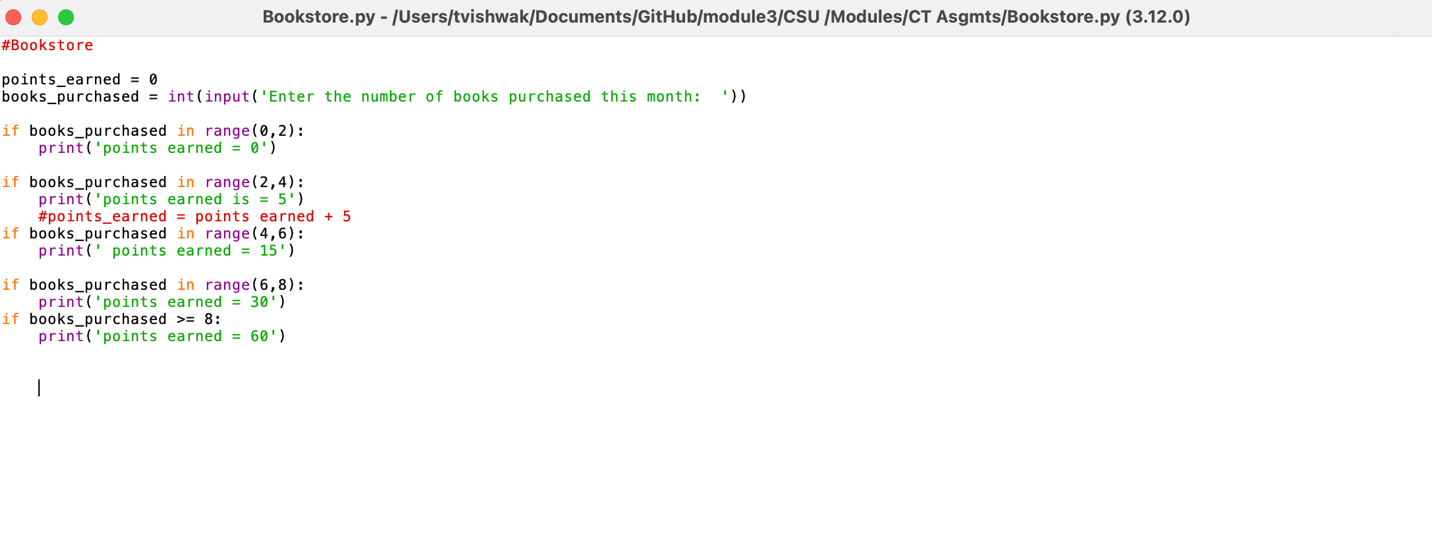 Bookstore.py - /Users/tvishwak/Documents/GitHub/module3/CSU /Modules/CT Asgmts/Bookstore.py (3.12.0)
#Bookstore
points_earned = 0
books_purchased = int(input('Enter the number of books purchased this month:  '))
if books_purchased in range(0,2):
    print('points earned = 0')
if books_purchased in range(2,4):
    print('points earned is = 5')
    #points_earned = points earned + 5
if books_purchased in range(4,6):
    print(' points earned = 15')
if books_purchased in range(6,8):
    print('points earned = 30')
if books_purchased >= 8:
    print('points earned = 60')